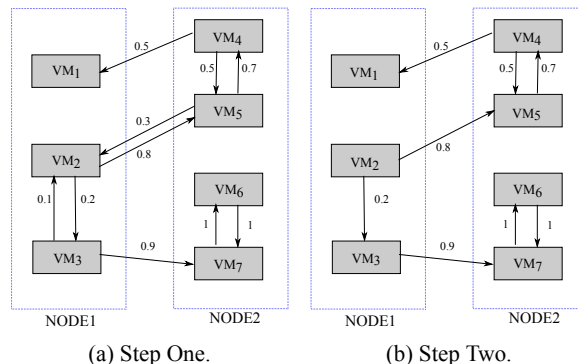 VM4
0.5
VM1
0.5
0.7
0.3
VM5
0.8
VM2
0.1
0.2
VM6
1
1
0.9
VM3
VM7
NODE1
NODE2
(a) Step One.
VM4
0.5
VM1
0.5
0.7
VM5
0.8
VM2
0.2
VM6
1
1
0.9
VM3
VM7
NODE1
NODE2
(b) Step Two.